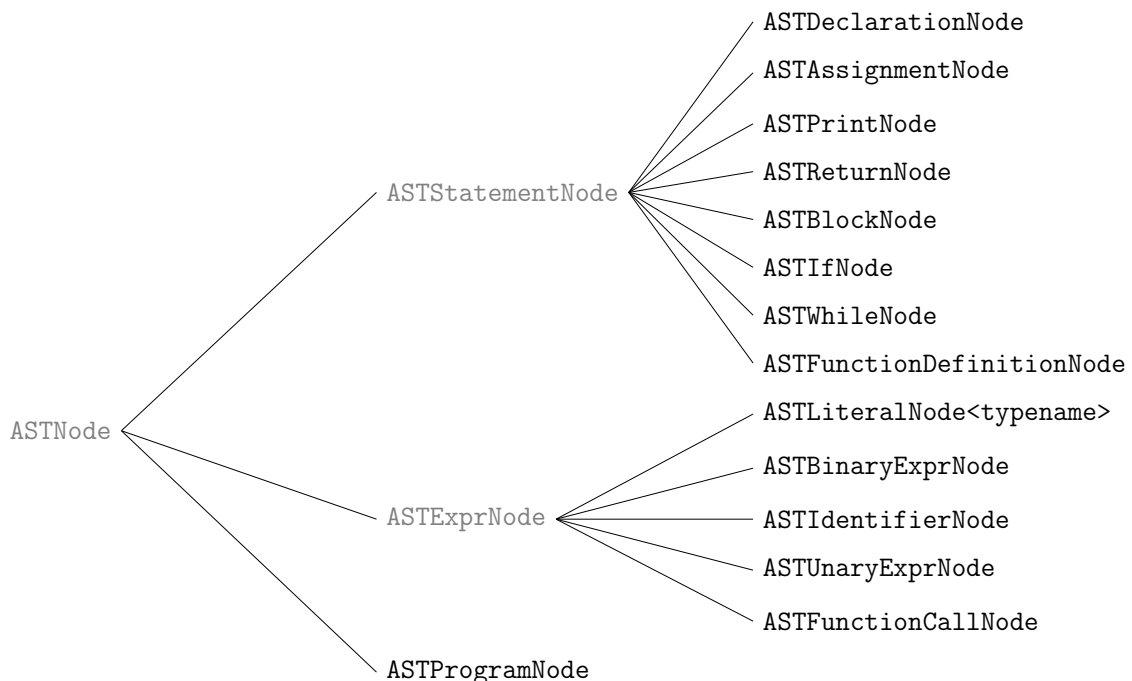 ASTDeclarationNode
ASTAssignmentNode
ASTPrintNode
ASTReturnNode
ASTStatementNode
ASTBlockNode
ASTIfNode
ASTWhileNode
ASTFunctionDefinitionNode
ASTLiteralNode<typename>
ASTNode
ASTBinaryExprNode
ASTExprNode
ASTIdentifierNode
ASTUnaryExprNode
ASTFunctionCallNode
ASTProgramNode